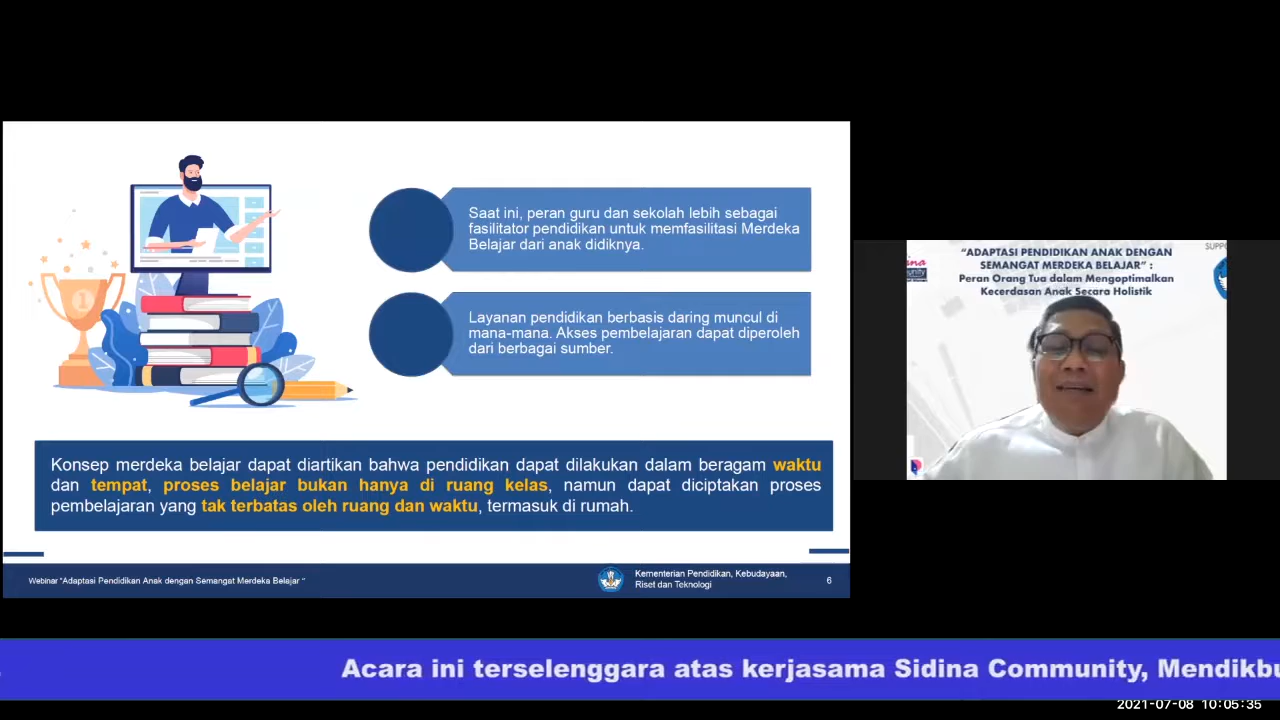 Saat ini, peran guru dan sekolah lebih sebagai
fasilitator pendidikan untuk memfasilitasi Merdeka
Belajar dari anak didiknya.
Layanan pendidikan berbasis daring muncul di
mana-mana. Akses pembelajaran dapat diperoleh
dari berbagai sumber.
Konsep merdeka belajar dapat diartikan bahwa pendidikan dapat dilakukan dalam beragam waktu
dan tempat, proses belajar bukan hanya di ruang kelas, namun dapat diciptakan proses
pembelajaran yang tak terbatas oleh ruang dan waktu, termasuk di rumah.
Webinar "Adaptasi Pendidikan Anak dengan Semangat Merdeka Belajar "
Kementerian Pendidikan, Kebudayaan,
Riset dan Teknologi
6
"ADAPTASI PENDIDIKAN ANAK DENGAN
SEMANGAT MERDEKA BELAJAR" :
Peran Orang Tua dalam Mengoptimalkan
Kecerdasan Anak Secara Holistik
Acara ini terselenggara atas kerjasama Sidina Community, Mendikbu
2021-07-08 10:05:35